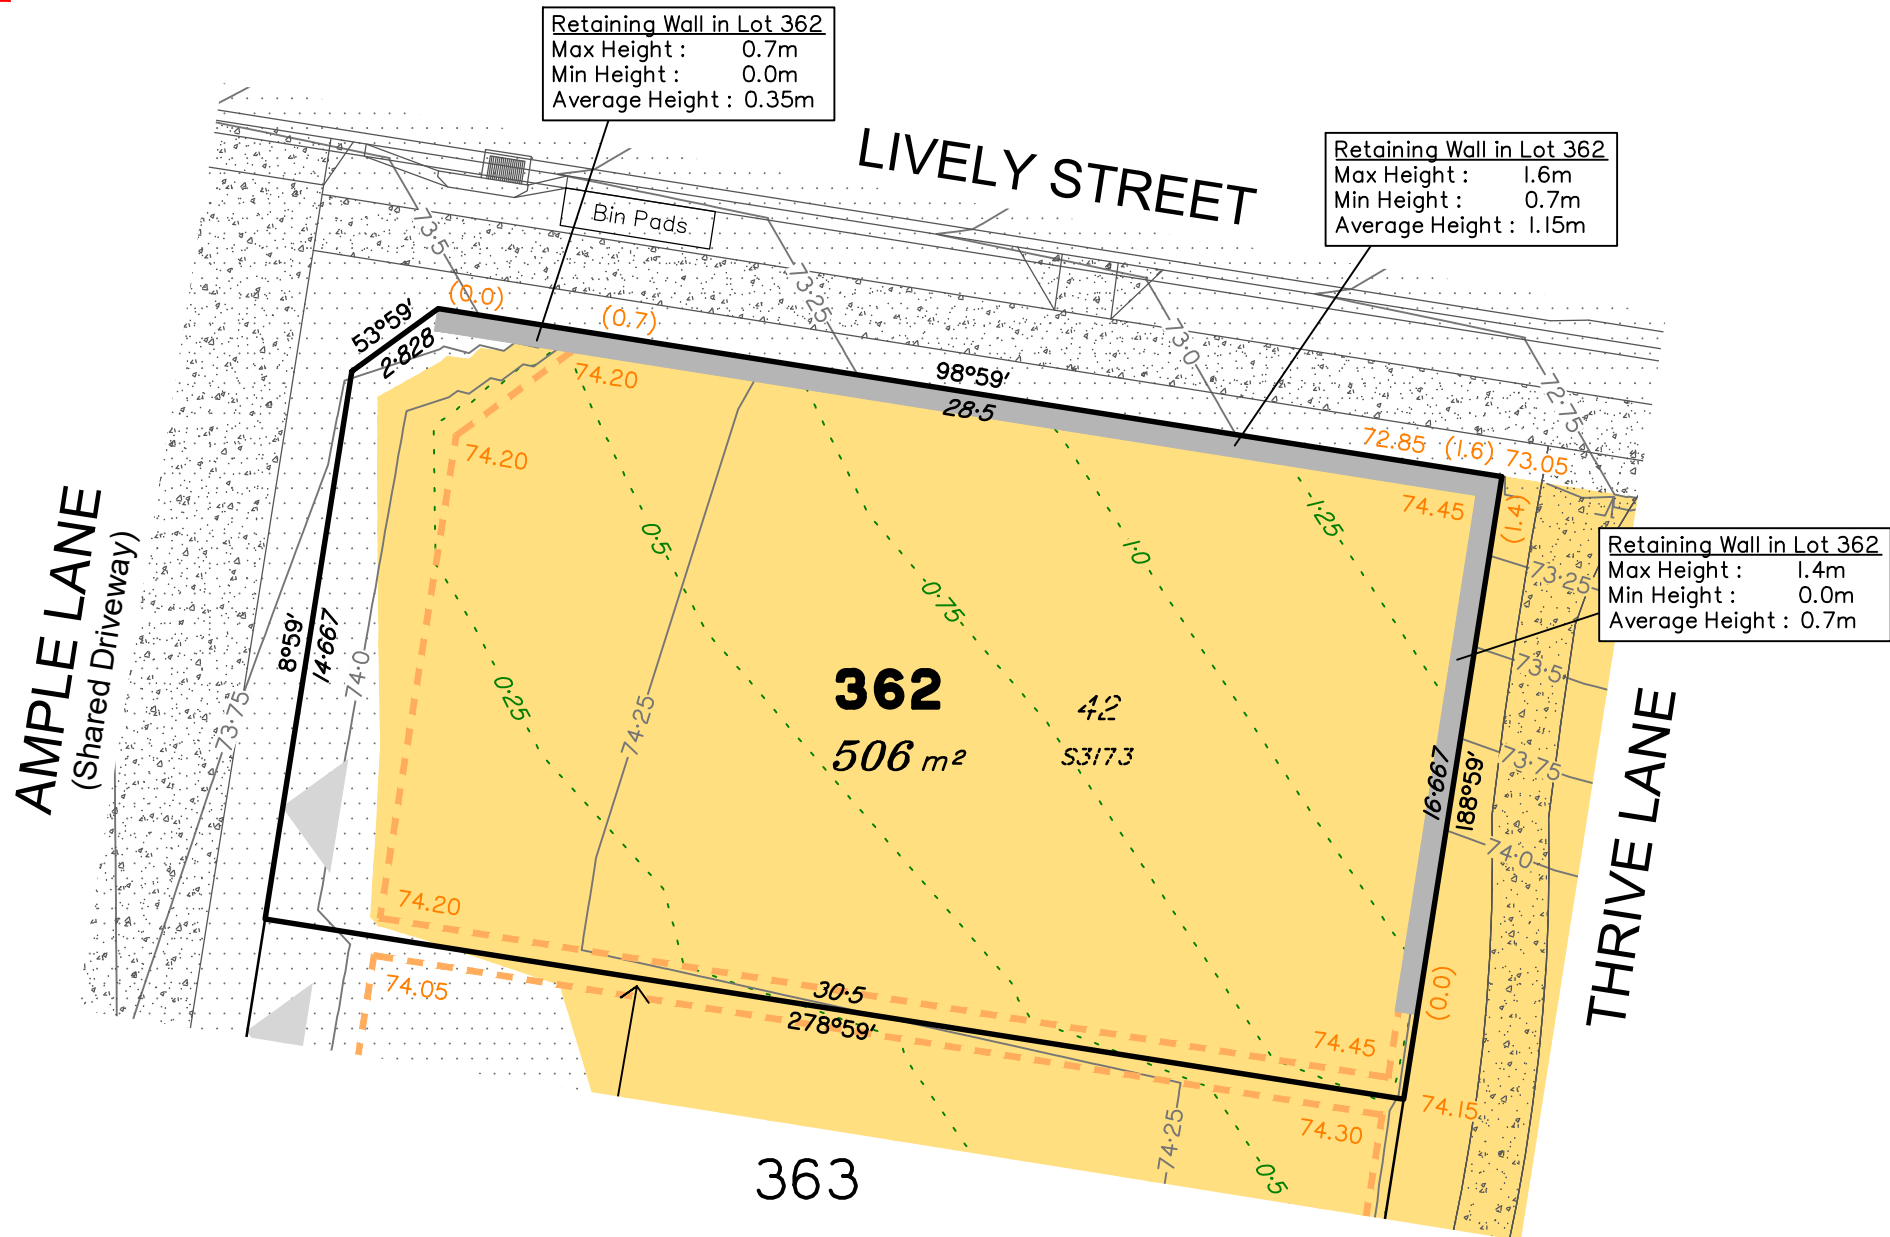 Retaining Wall in Lot 362
Max Height : 0.7m
Min Height : 0.0m
Average Height : 0.35m
LIVELY STREET
Retaining Wall in Lot 362
Max Height : 1.6m
Min Height : 0.7m
Average Height : 1.15m
Bin Pads
73·5
73·25
73·0
72·75
(0.0)
(0.7)
53°59'
2·828
74.20
98°59'
28·5
72.85 (1.6) 73.05
74.20
74.45
(1.4)
1·25
0·5
1·0
0·75
Retaining Wall in Lot 362
Max Height : 1.4m
Min Height : 0.0m
Average Height : 0.7m
73·25
73·5
73·75
74·0
AMPLE LANE
(Shared Driveway)
8°59'
14·667
74·0
73·75
0·25
74·25
362
506 m²
42
S3173
16·667
188°59'
THRIVE LANE
74.20
74.05
30·5
278°59'
(0.0)
74.45
74.15
74.30
74·25
0·5
363